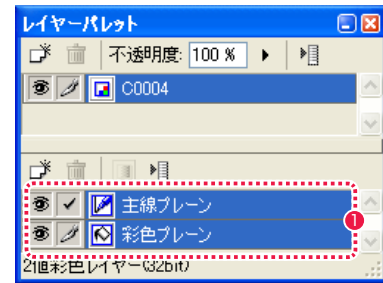 レイヤーパレット
不透明度: 100 %
C0004
主線プレーン
1
彩色プレーン
2値彩色レイヤー(32bit)